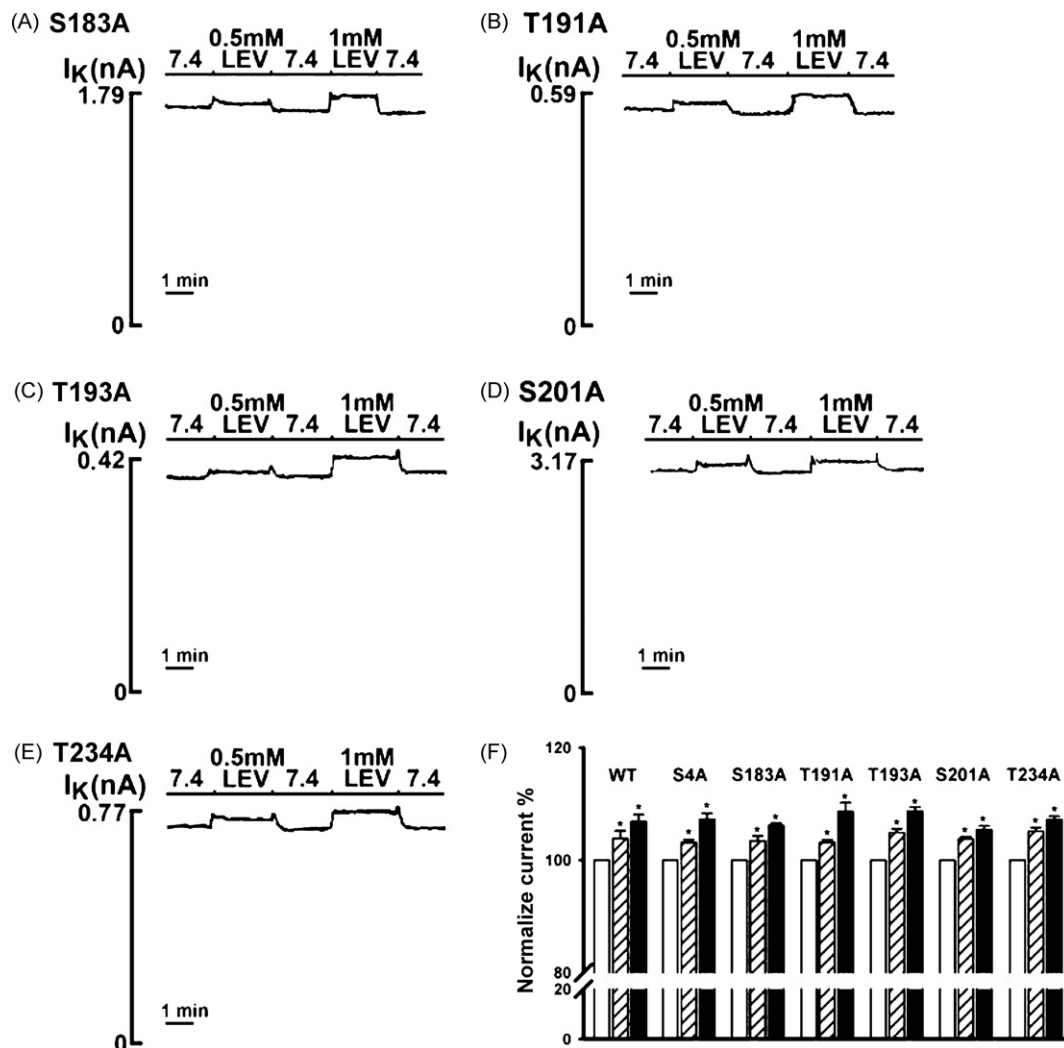 (A) S183A
0.5mM 1mM
7.4 LEV 7.4 LEV 7.4
IK(nA)
1.79
1 min
0
(B) T191A
0.5mM 1mM
7.4 LEV 7.4 LEV 7.4
IK(nA)
0.59
1 min
0
(C) T193A
0.5mM 1mM
7.4 LEV 7.4 LEV 7.4
IK(nA)
0.42
1 min
0
(D) S201A
0.5mM 1mM
7.4 LEV 7.4 LEV 7.4
IK(nA)
3.17
1 min
0
(E) T234A
0.5mM 1mM
7.4 LEV 7.4 LEV 7.4
IK(nA)
0.77
1 min
0
(F)
120
WT S4A S183A T191A T193A S201A T234A
* * * * * * * * * * * * * *
100
Normalize current %
80
20
0